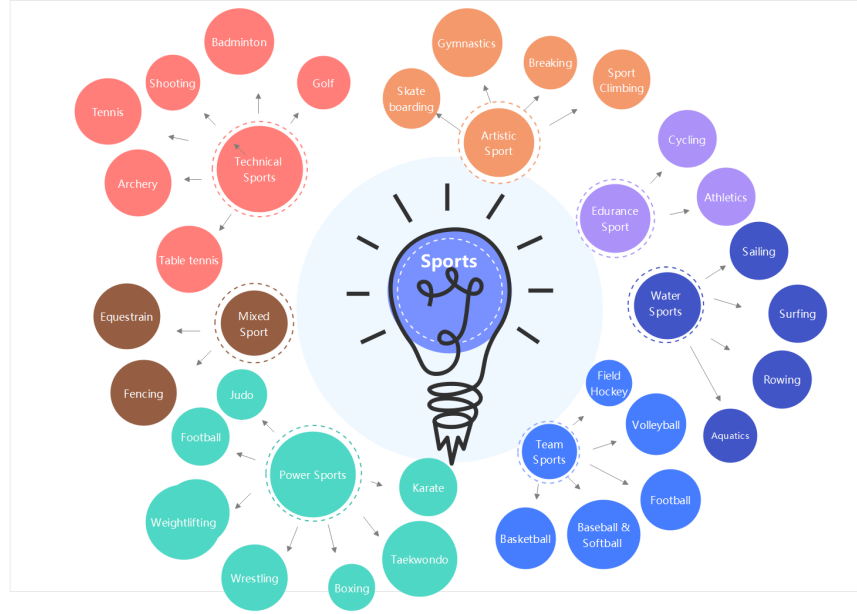 Badminton
Shooting
Golf
Tennis
Technical
Sports
Archery
Table tennis
Gymnastics
Breaking
Skate
boarding
Sport
Climbing
Artistic
Sport
Cycling
Edurance
Sport
Athletics
Sailing
Water
Sports
Surfing
Rowing
Aquatics
Sports
Equestrain
Mixed
Sport
Fencing
Judo
Football
Power Sports
Karate
Weightlifting
Wrestling
Boxing
Taekwondo
Field
Hockey
Volleyball
Team
Sports
Football
Basketball
Baseball &
Softball